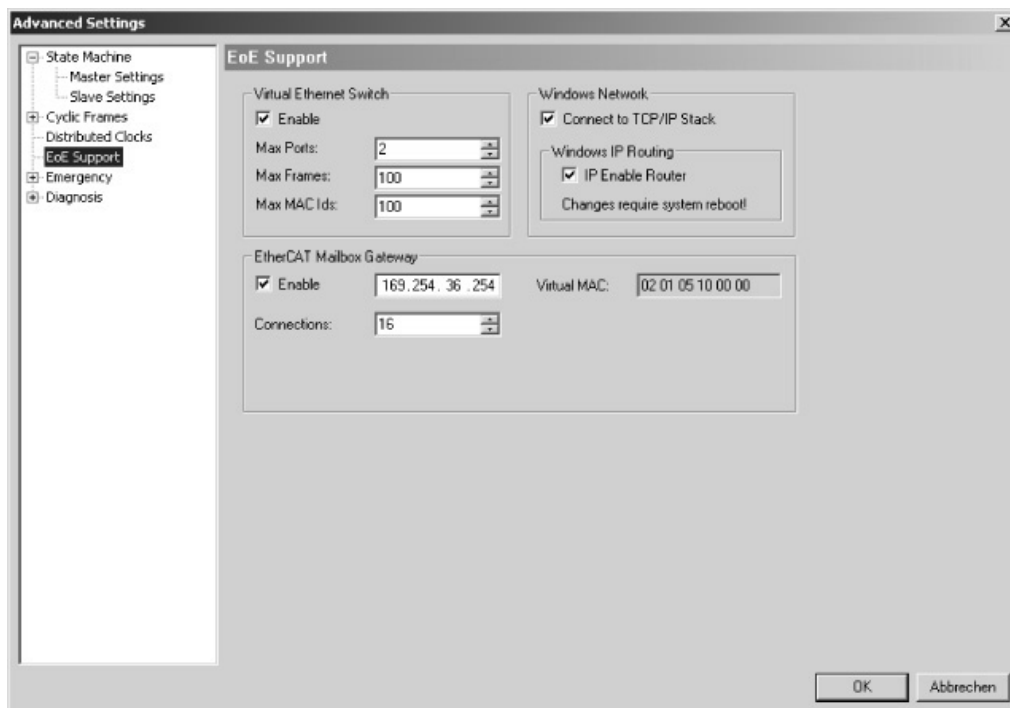 Advanced Settings
State Machine
Master Settings
Slave Settings
Cyclic Frames
Distributed Clocks
EoE Support
Emergency
Diagnosis
EoE Support
Virtual Ethernet Switch
Enable
Max Ports: 2
Max Frames: 100
Max MAC Ids: 100
Windows Network
Connect to TCP/IP Stack
Windows IP Routing
IP Enable Router
Changes require system reboot!
EtherCAT Mailbox Gateway
Enable 169.254. 36 .254 Virtual MAC: 02 01 05 10 00 00
Connections: 16
OK Abbrechen